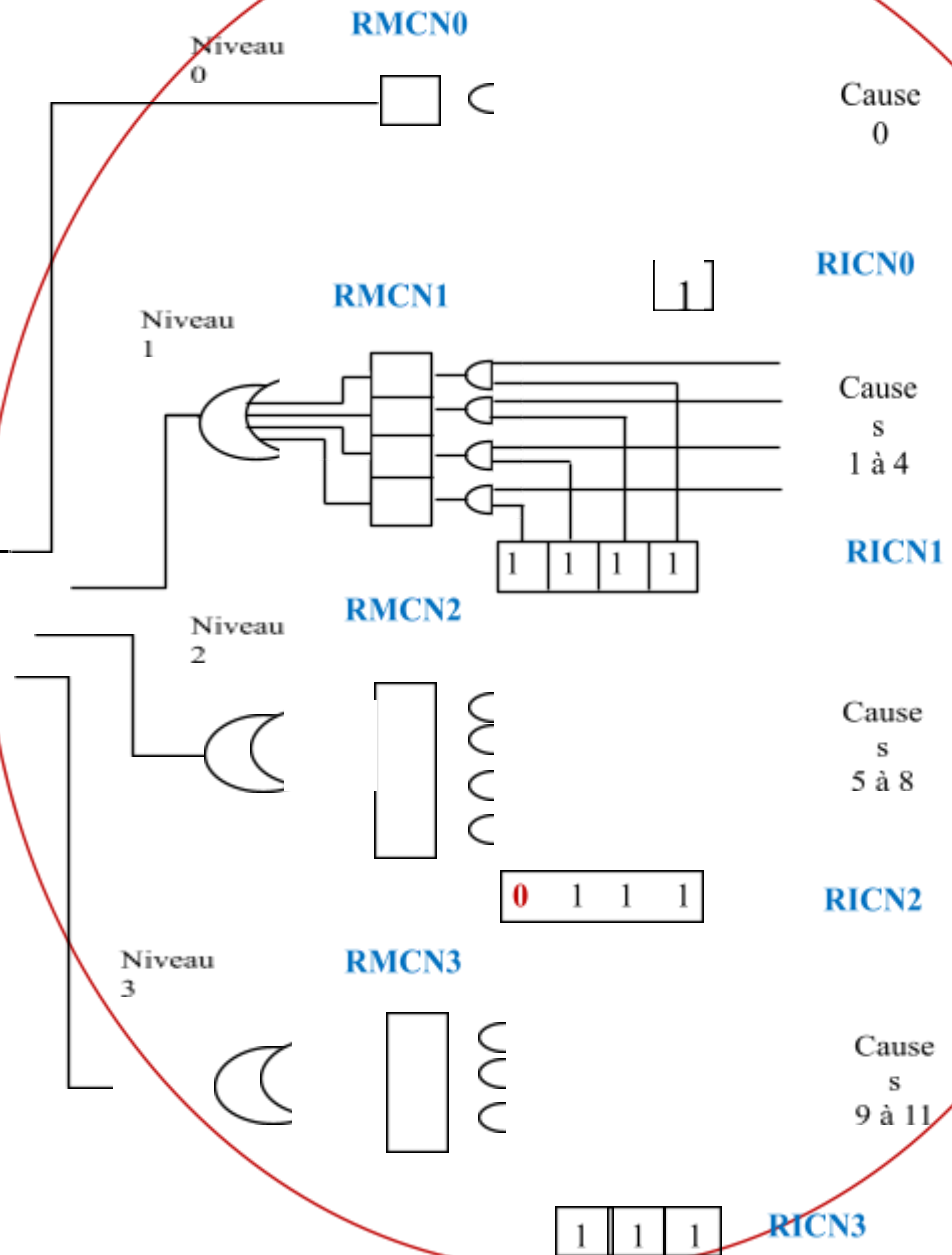 RMCN0
Niveau
0
Cause
0
RICN0
1
RMCN1
Niveau
1
Cause
s
1 à 4
RICN1
1 1 1 1
RMCN2
Niveau
2
Cause
s
5 à 8
0 1 1 1
RICN2
RMCN3
Niveau
3
Cause
s
9 à 11
1 1 1
RICN3